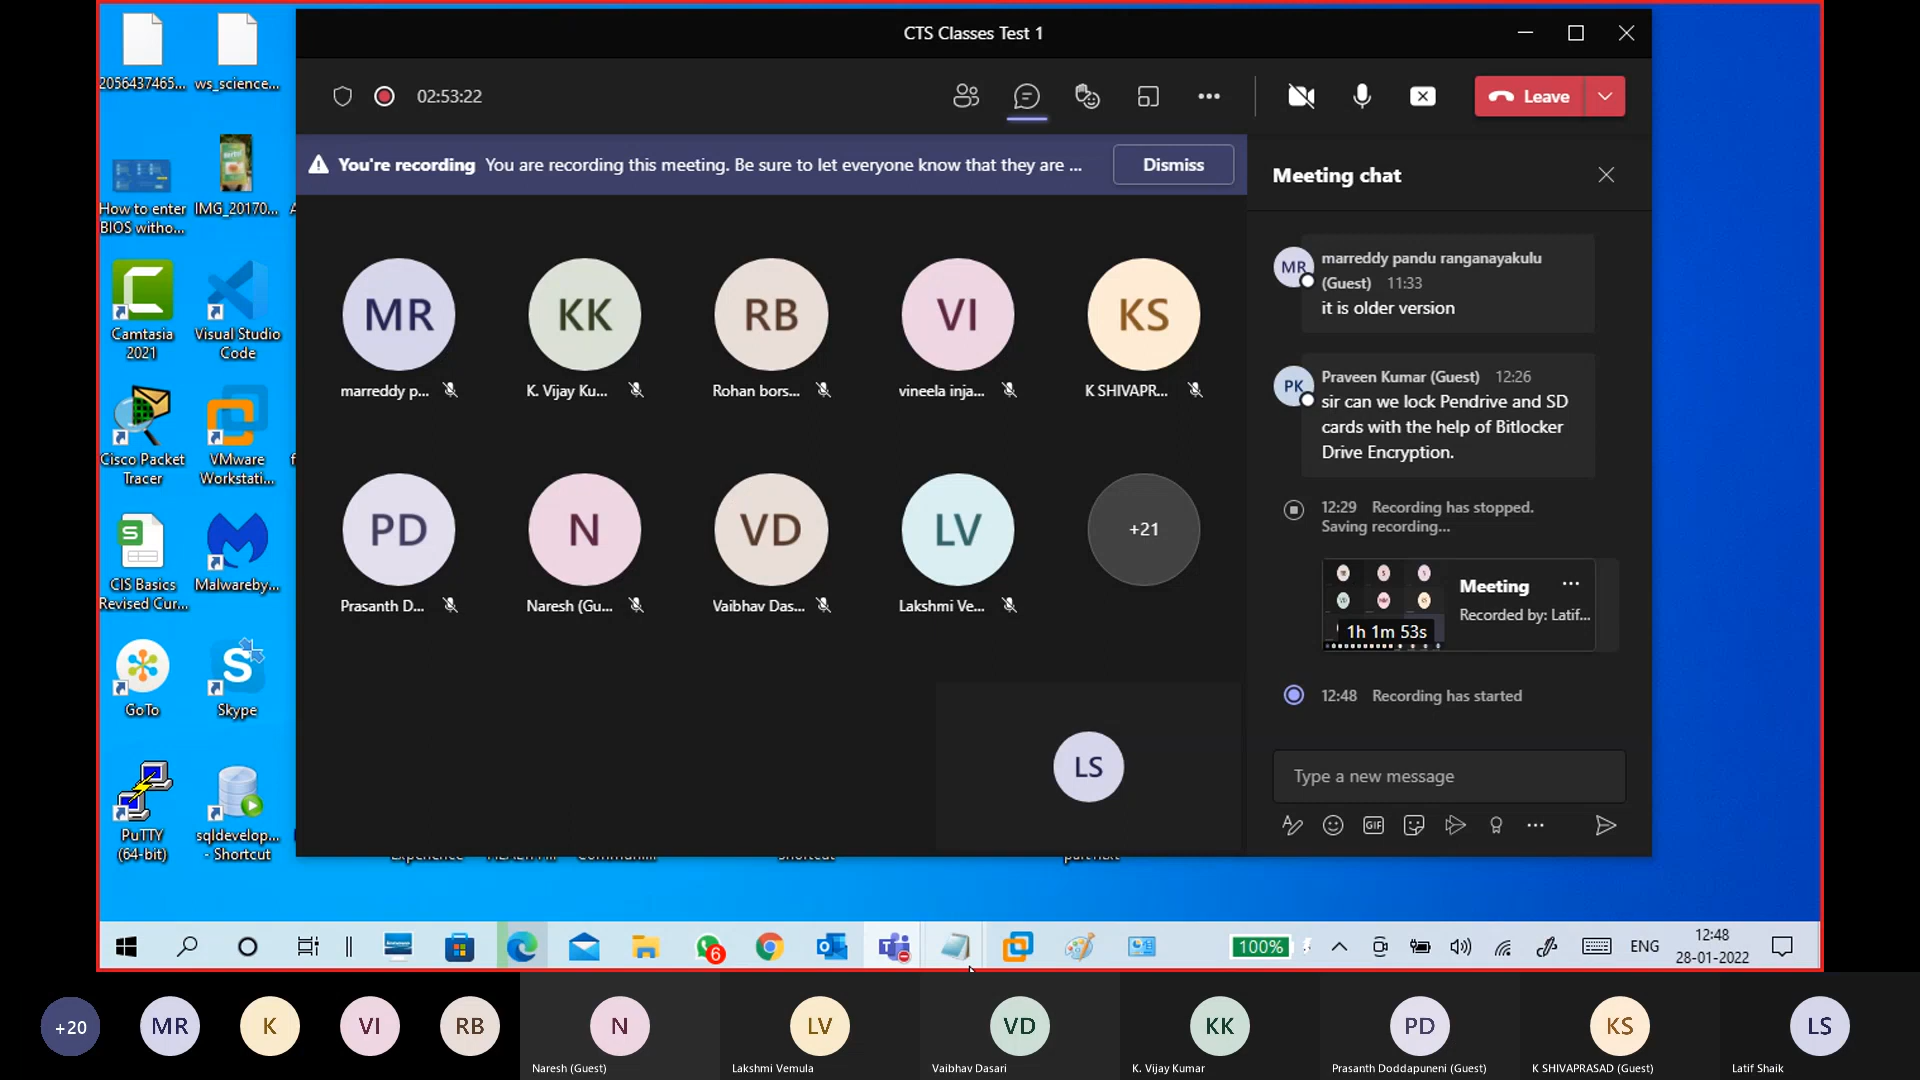 2056437465...
ws_science...
How to enter
BIOS witho...
IMG_20170...
Camtasia
2021
Visual Studio
Code
Cisco Packet
Tracer
VMware
Workstati...
CIS Basics
Revised Cur...
Malwareby...
GoTo
Skype
PuTTY
(64-bit)
sqldevelop...
- Shortcut
CTS Classes Test 1
02:53:22
Leave
You're recording You are recording this meeting. Be sure to let everyone know that they are ...
Dismiss
MR
KK
RB
VI
KS
marreddy p...
K. Vijay Ku...
Rohan bors...
vineela inja...
K SHIVAPR...
PD
N
VD
LV
+21
Prasanth D...
Naresh (Gu...
Vaibhav Das...
Lakshmi Ve...
LS
Meeting chat
MR
marreddy pandu ranganayakulu
(Guest) 11:33
it is older version
PK
Praveen Kumar (Guest) 12:26
sir can we lock Pendrive and SD
cards with the help of Bitlocker
Drive Encryption.
12:29 Recording has stopped.
Saving recording...
Meeting
Recorded by: Latif...
1h 1m 53s
12:48 Recording has started
Type a new message
GIF
6
100%
ENG
12:48
28-01-2022
+20
MR
K
VI
RB
N
LV
VD
KK
PD
KS
LS
Naresh (Guest)
Lakshmi Vemula
Vaibhav Dasari
K. Vijay Kumar
Prasanth Doddapuneni (Guest)
K SHIVAPRASAD (Guest)
Latif Shaik